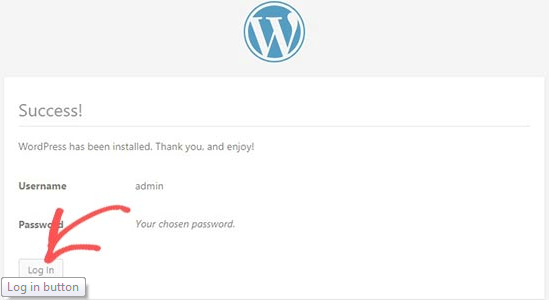 Success!
WordPress has been installed. Thank you, and enjoy!
Username admin
Password Your chosen password.
Log In
Log in button